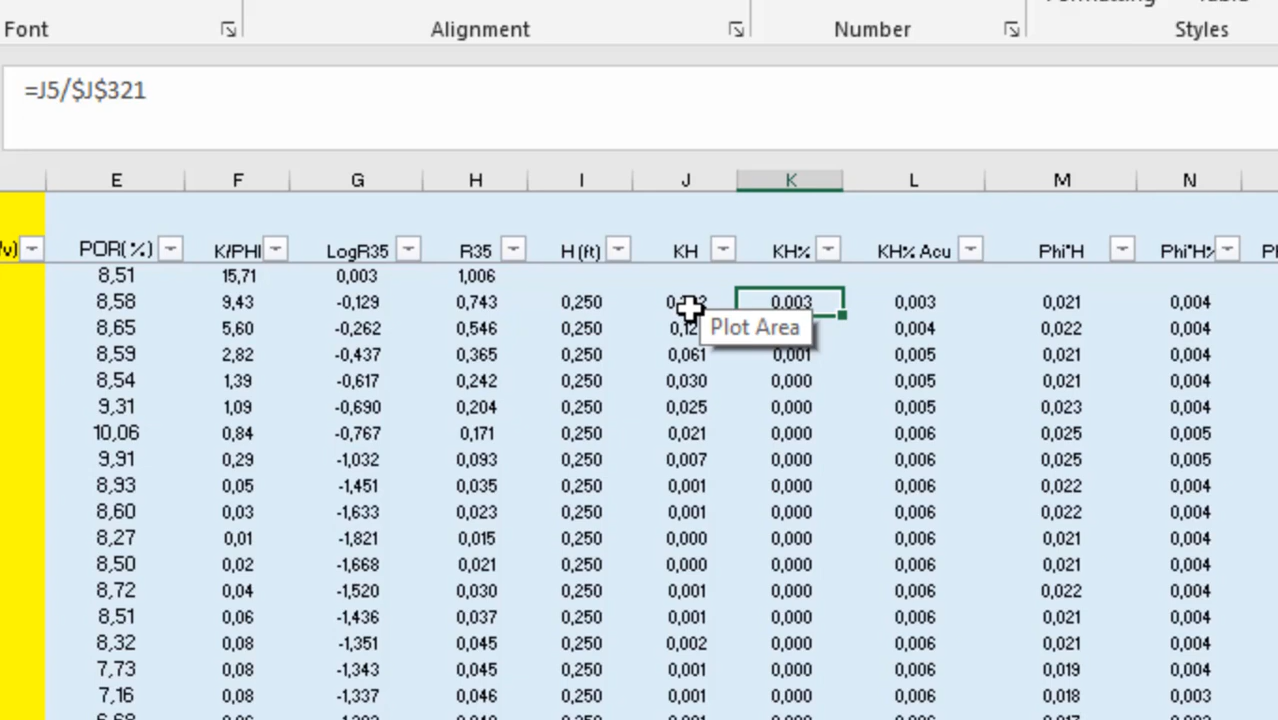 Font Alignment Number Styles
=J5/$J$321
E F G H I J K L M N
POR(%) K/PHI LogR35 R35 H (ft) KH KH% KH% Acu Phi*H Phi*H%
8,51 15,71 0,003 1,006
8,58 9,43 -0,129 0,743 0,250 0,003 0,003 0,021 0,004
Plot Area
8,65 5,60 -0,262 0,546 0,250 0,004 0,022 0,004
8,59 2,82 -0,437 0,365 0,250 0,061 0,001 0,005 0,021 0,004
8,54 1,39 -0,617 0,242 0,250 0,030 0,000 0,005 0,021 0,004
9,31 1,09 -0,690 0,204 0,250 0,025 0,000 0,005 0,023 0,004
10,06 0,84 -0,767 0,171 0,250 0,021 0,000 0,006 0,025 0,005
9,91 0,29 -1,032 0,093 0,250 0,007 0,000 0,006 0,025 0,005
8,93 0,05 -1,451 0,035 0,250 0,001 0,000 0,006 0,022 0,004
8,60 0,03 -1,633 0,023 0,250 0,001 0,000 0,006 0,022 0,004
8,27 0,01 -1,821 0,015 0,250 0,000 0,000 0,006 0,021 0,004
8,50 0,02 -1,668 0,021 0,250 0,000 0,000 0,006 0,021 0,004
8,72 0,04 -1,520 0,030 0,250 0,001 0,000 0,006 0,022 0,004
8,51 0,06 -1,436 0,037 0,250 0,001 0,000 0,006 0,021 0,004
8,32 0,08 -1,351 0,045 0,250 0,002 0,000 0,006 0,021 0,004
7,73 0,08 -1,343 0,045 0,250 0,001 0,000 0,006 0,019 0,004
7,16 0,08 -1,337 0,046 0,250 0,001 0,000 0,006 0,018 0,003